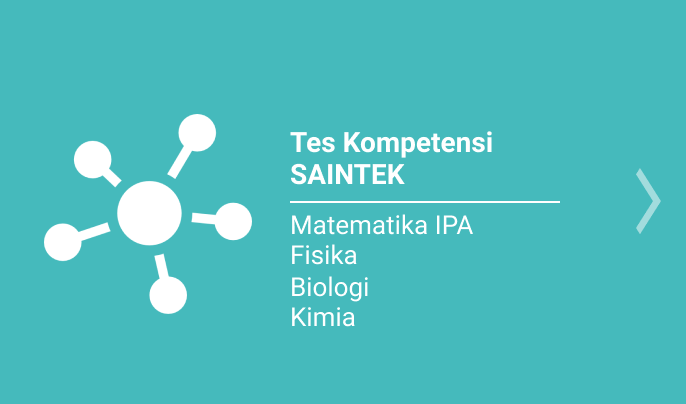 Tes Kompetensi
SAINTEK
Matematika IPA
Fisika
Biologi
Kimia